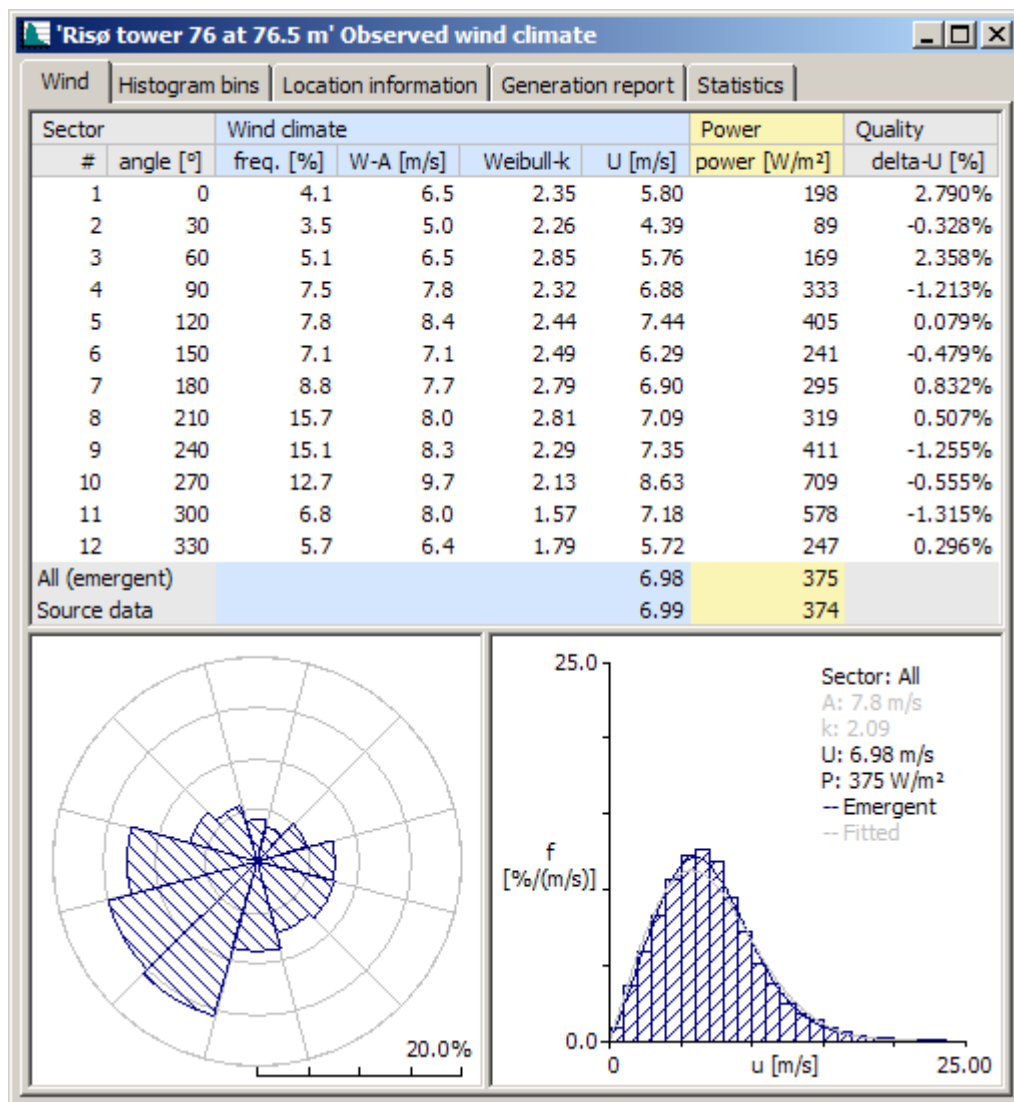 'Risø tower 76 at 76.5 m' Observed wind climate
Wind Histogram bins Location information Generation report Statistics
Sector Wind climate Power Quality
# angle [°] freq. [%] W-A [m/s] Weibull-k U [m/s] power [W/m²] delta-U [%]
1 0 4.1 6.5 2.35 5.80 198 2.790%
2 30 3.5 5.0 2.26 4.39 89 -0.328%
3 60 5.1 6.5 2.85 5.76 169 2.358%
4 90 7.5 7.8 2.32 6.88 333 -1.213%
5 120 7.8 8.4 2.44 7.44 405 0.079%
6 150 7.1 7.1 2.49 6.29 241 -0.479%
7 180 8.8 7.7 2.79 6.90 295 0.832%
8 210 15.7 8.0 2.81 7.09 319 0.507%
9 240 15.1 8.3 2.29 7.35 411 -1.255%
10 270 12.7 9.7 2.13 8.63 709 -0.555%
11 300 6.8 8.0 1.57 7.18 578 -1.315%
12 330 5.7 6.4 1.79 5.72 247 0.296%
All (emergent) 6.98 375
Source data 6.99 374
20.0%
25.0
Sector: All
A: 7.8 m/s
k: 2.09
U: 6.98 m/s
P: 375 W/m²
-- Emergent
-- Fitted
f
[%/(m/s)]
0.0
0 u [m/s] 25.00